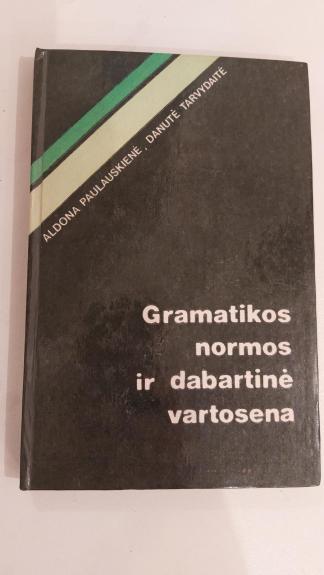 ALDONA PAULAUSKIENĖ, DANUTĖ TARVYDAITĖ
Gramatikos
normos
ir dabartinė
vartosena